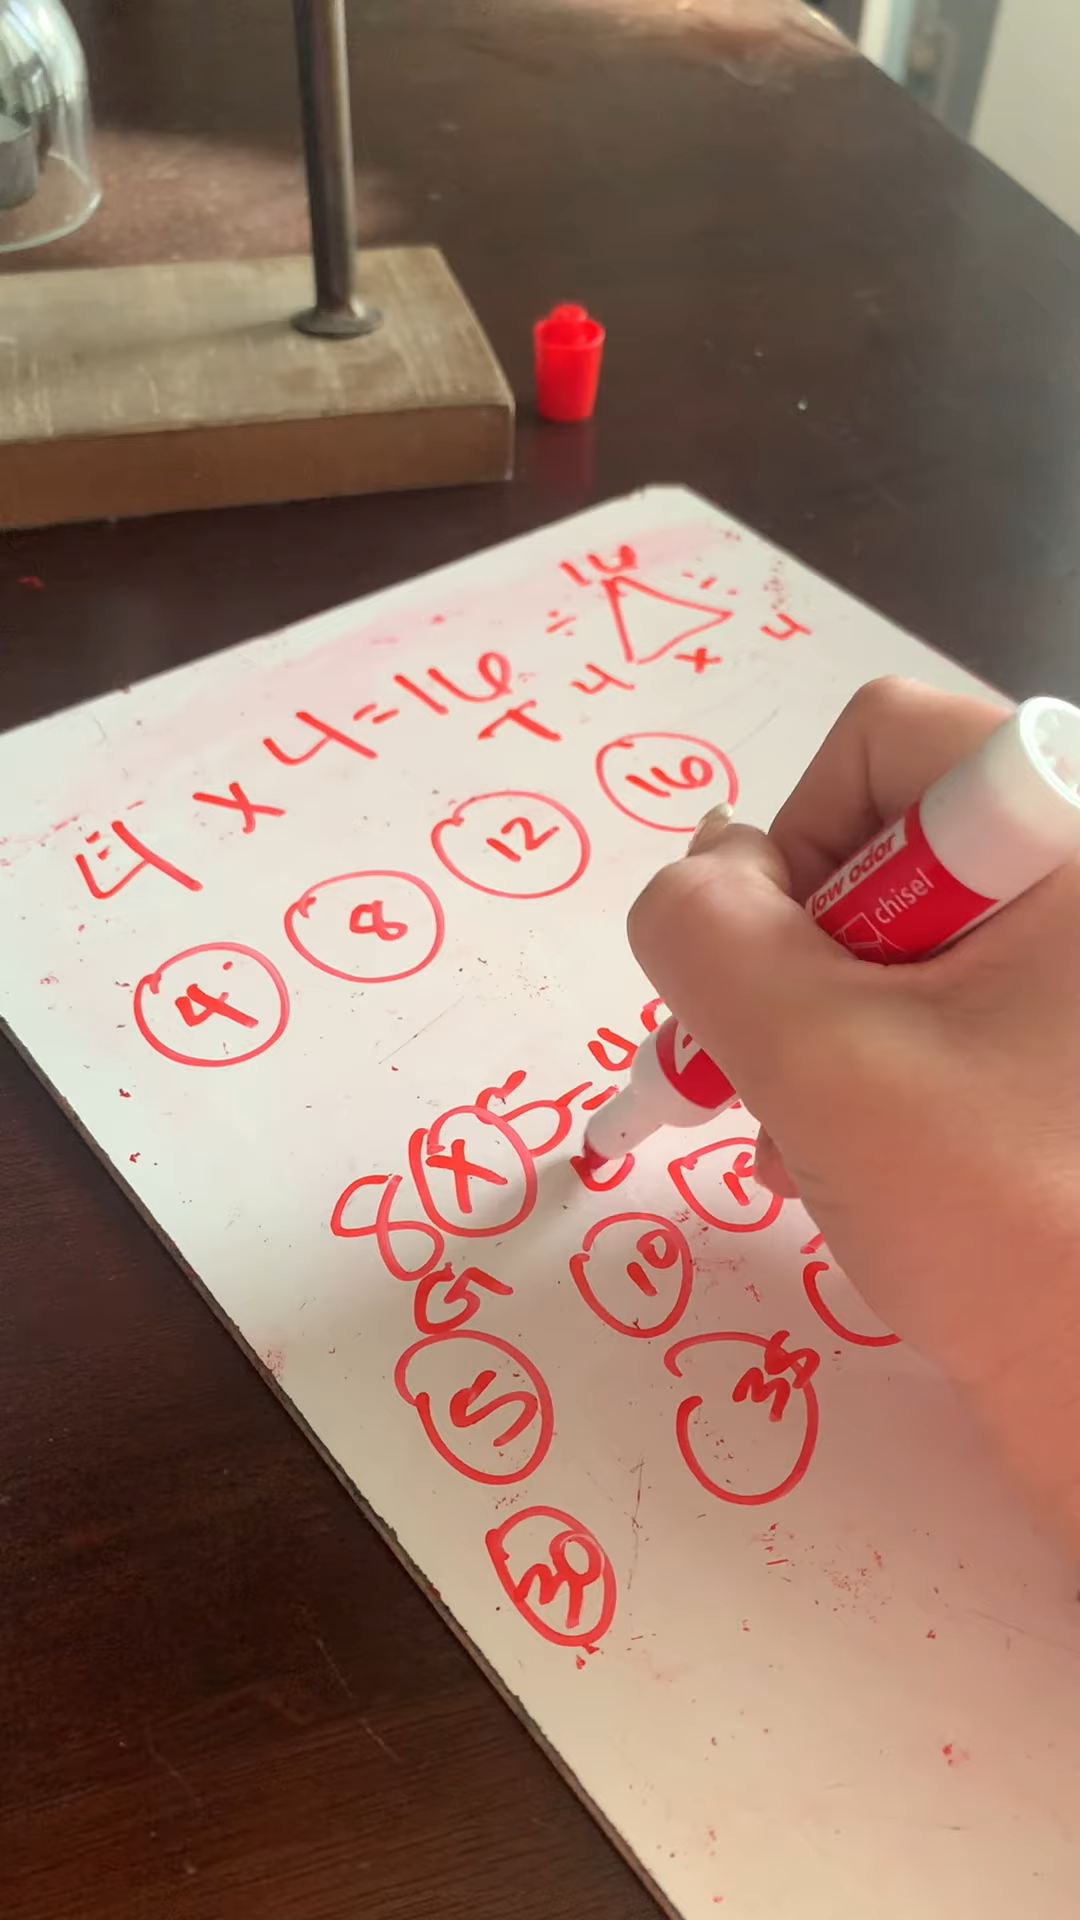 16
÷ ÷
4 x 4
4 x 4 = 16
4 8 12 16
8 x 5 = 4
5 10 15
30 35
low odor
chisel